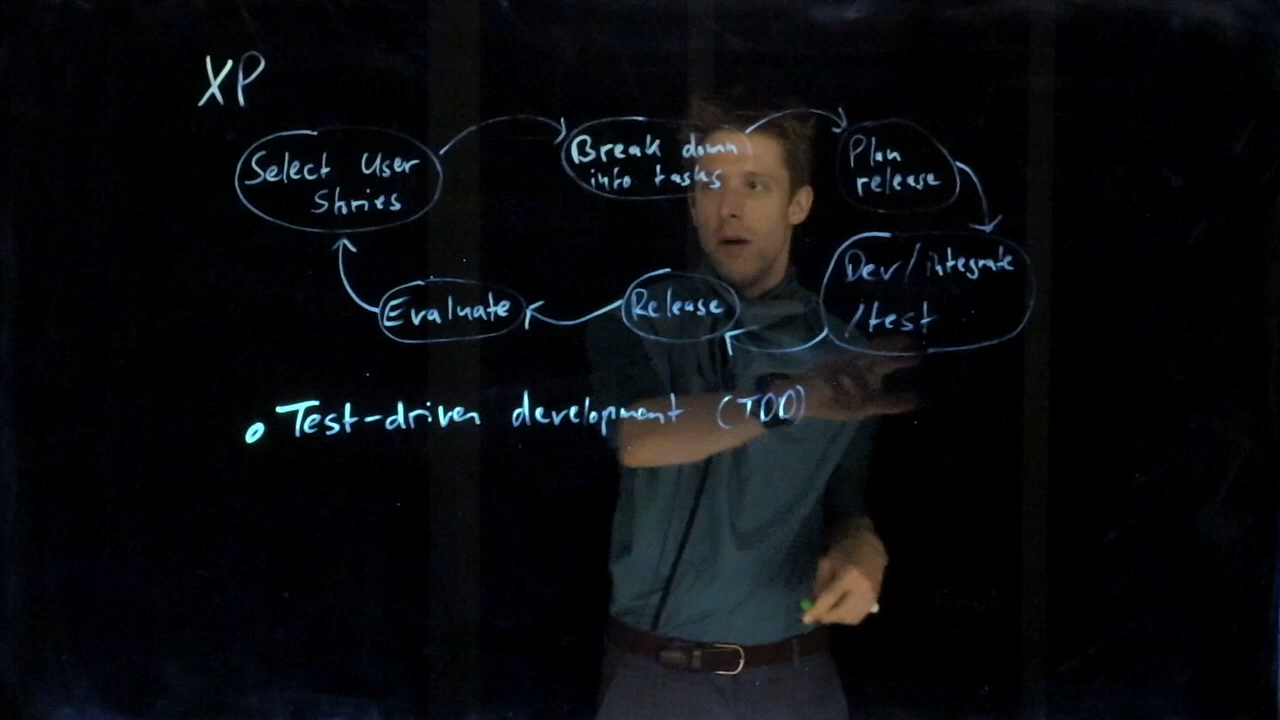 XP
Select User
Stories
Break down
into tasks
Plan
release
Dev/integrate
/test
Release
Evaluate
Test-driven development (TDD)